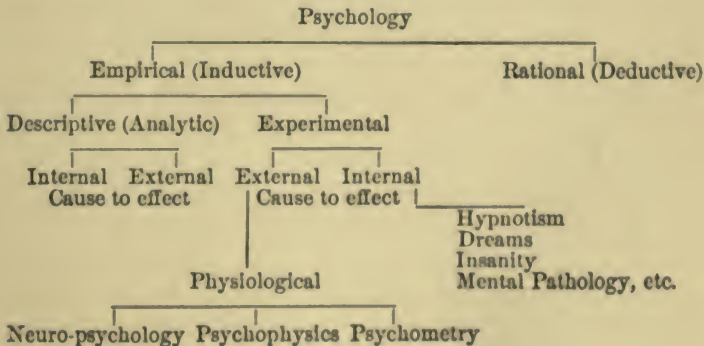 Psychology
Empirical (Inductive) Rational (Deductive)
Descriptive (Analytic) Experimental
Internal External External Internal
Cause to effect Cause to effect
Hypnotism
Dreams
Insanity
Mental Pathology, etc.
Physiological
Neuro-psychology Psychophysics Psychometry